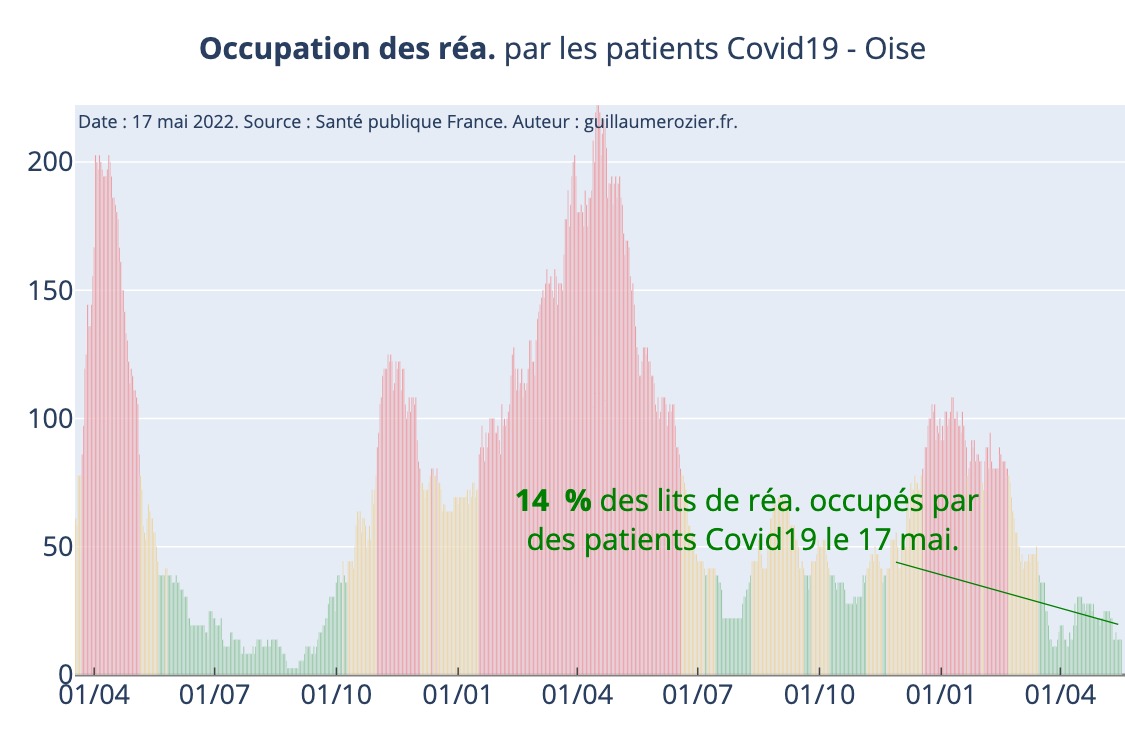 Occupation des réa. par les patients Covid19 - Oise
Date : 17 mai 2022. Source : Santé publique France. Auteur : guillaumerozier.fr.
200
150
100
50
0
14 % des lits de réa. occupés par
des patients Covid19 le 17 mai.
01/04 01/07 01/10 01/01 01/04 01/07 01/10 01/01 01/04